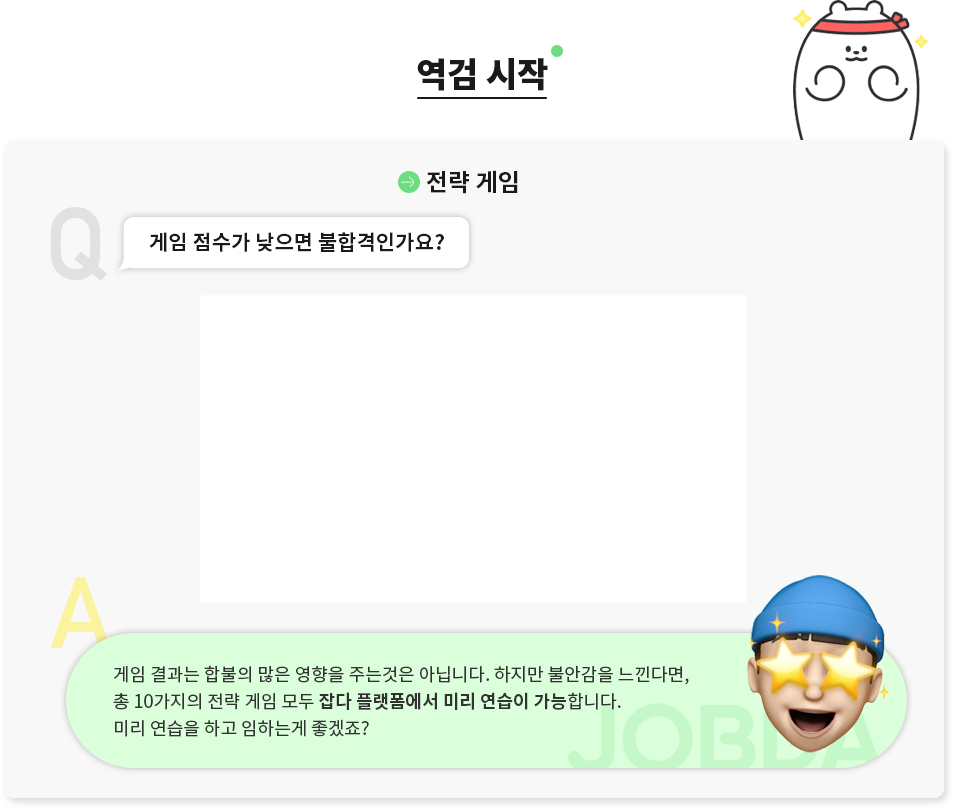 역검 시작
전략 게임
Q
게임 점수가 낮으면 불합격인가요?
A
게임 결과는 합불의 많은 영향을 주는것은 아닙니다. 하지만 불안감을 느낀다면,
총 10가지의 전략 게임 모두 잡다 플랫폼에서 미리 연습이 가능합니다.
미리 연습을 하고 임하는게 좋겠죠?
JOBDA